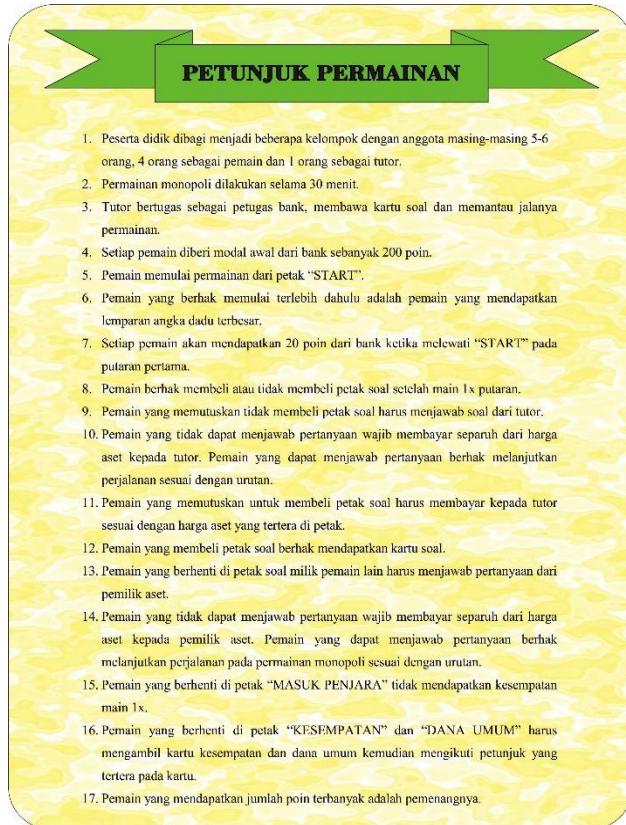 PETUNJUK PERMAINAN
1. Peserta didik dibagi menjadi beberapa kelompok dengan anggota masing-masing 5-6
orang, 4 orang sebagai pemain dan 1 orang sebagai tutor.
2. Permainan monopoli dilakukan selama 30 menit.
3. Tutor bertugas sebagai petugas bank, membawa kartu soal dan memantau jalanya
permainan.
4. Setiap pemain diberi modal awal dari bank sebanyak 200 poin.
5. Pemain memulai permainan dari petak “START”.
6. Pemain yang berhak memulai terlebih dahulu adalah pemain yang mendapatkan
lemparan angka dadu terbesar.
7. Setiap pemain akan mendapatkan 20 poin dari bank ketika melewati “START” pada
putaran pertama.
8. Pemain berhak membeli atau tidak membeli petak soal setelah main 1x putaran.
9. Pemain yang memutuskan tidak membeli petak soal harus menjawab soal dari tutor.
10. Pemain yang tidak dapat menjawab pertanyaan wajib membayar separuh dari harga
aset kepada tutor. Pemain yang dapat menjawab pertanyaan berhak melanjutkan
perjalanan sesuai dengan urutan.
11. Pemain yang memutuskan untuk membeli petak soal harus membayar kepada tutor
sesuai dengan harga aset yang tertera di petak.
12. Pemain yang membeli petak soal berhak mendapatkan kartu soal.
13. Pemain yang berhenti di petak soal milik pemain lain harus menjawab pertanyaan dari
pemilik aset.
14. Pemain yang tidak dapat menjawab pertanyaan wajib membayar separuh dari harga
aset kepada pemilik aset. Pemain yang dapat menjawab pertanyaan berhak
melanjutkan perjalanan pada permainan monopoli sesuai dengan urutan.
15. Pemain yang berhenti di petak “MASUK PENJARA” tidak mendapatkan kesempatan
main 1x.
16. Pemain yang berhenti di petak “KESEMPATAN” dan “DANA UMUM” harus
mengambil kartu kesempatan dan dana umum kemudian mengikuti petunjuk yang
tertera pada kartu.
17. Pemain yang mendapatkan jumlah poin terbanyak adalah pemenangnya.